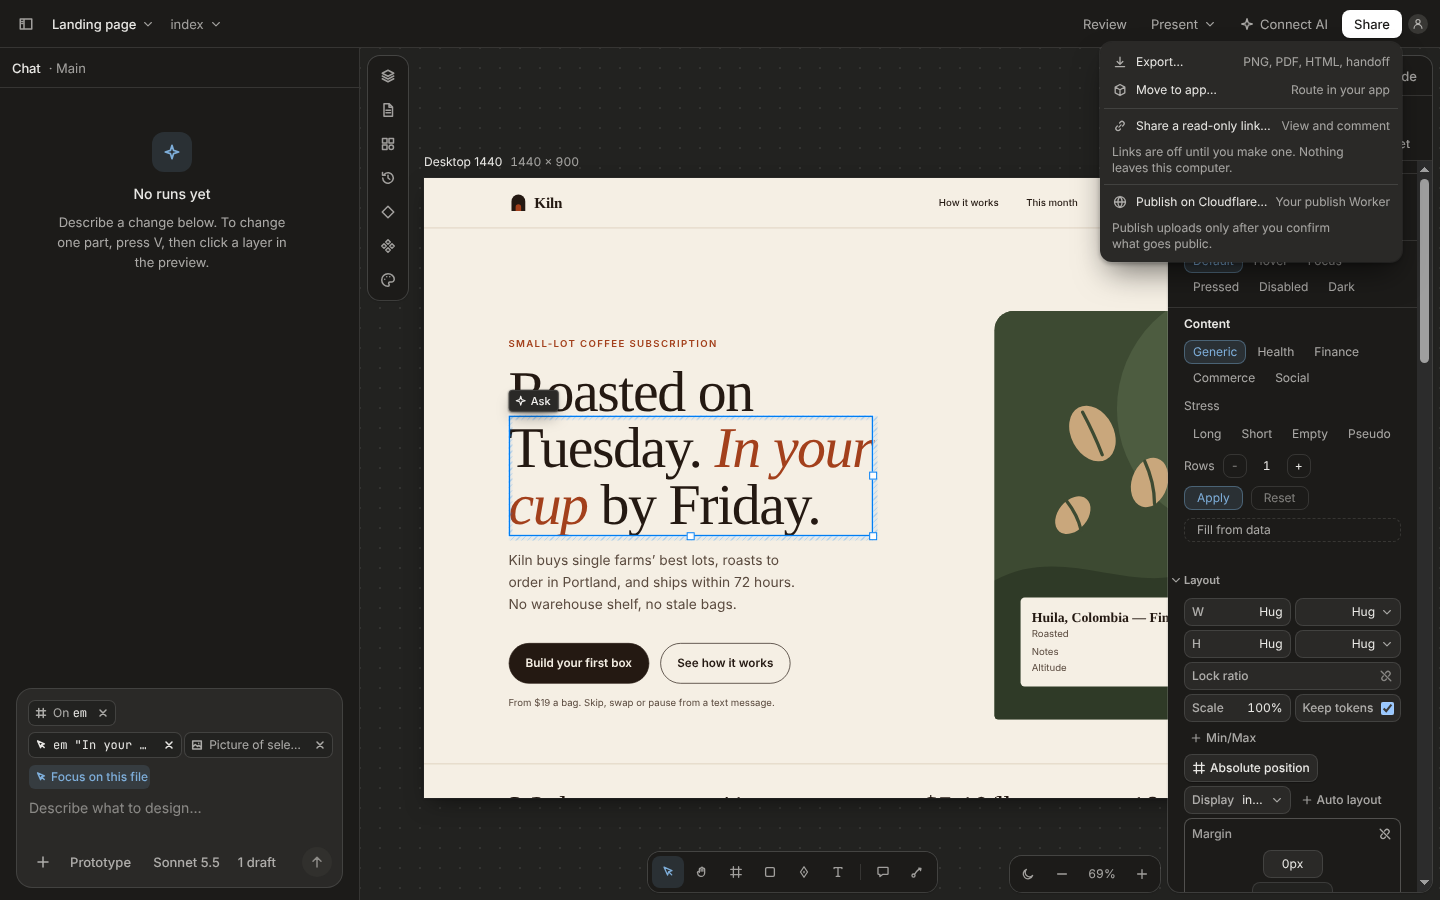 Landing page
index
Review
Present
Connect AI
Share
Chat · Main
No runs yet
Describe a change below. To change
one part, press V, then click a layer in
the preview.
On em
em "In your …
Picture of sele…
Focus on this file
Describe what to design…
Prototype
Sonnet 5.5
1 draft
Desktop 1440 1440 × 900
Kiln
How it works
This month
SMALL-LOT COFFEE SUBSCRIPTION
Roasted on
Ask
Tuesday. In your
cup by Friday.
Kiln buys single farms’ best lots, roasts to
order in Portland, and ships within 72 hours.
No warehouse shelf, no stale bags.
Build your first box
See how it works
From $19 a bag. Skip, swap or pause from a text message.
Huila, Colombia — Fin
Roasted
Notes
Altitude
69%
Export… PNG, PDF, HTML, handoff
Move to app… Route in your app
Share a read-only link… View and comment
Links are off until you make one. Nothing
leaves this computer.
Publish on Cloudflare… Your publish Worker
Publish uploads only after you confirm
what goes public.
Default Hover Focus
Pressed Disabled Dark
Content
Generic Health Finance
Commerce Social
Stress
Long Short Empty Pseudo
Rows - 1 +
Apply Reset
Fill from data
Layout
W Hug Hug
H Hug Hug
Lock ratio
Scale 100% Keep tokens
Min/Max
Absolute position
Display in… Auto layout
Margin
0px